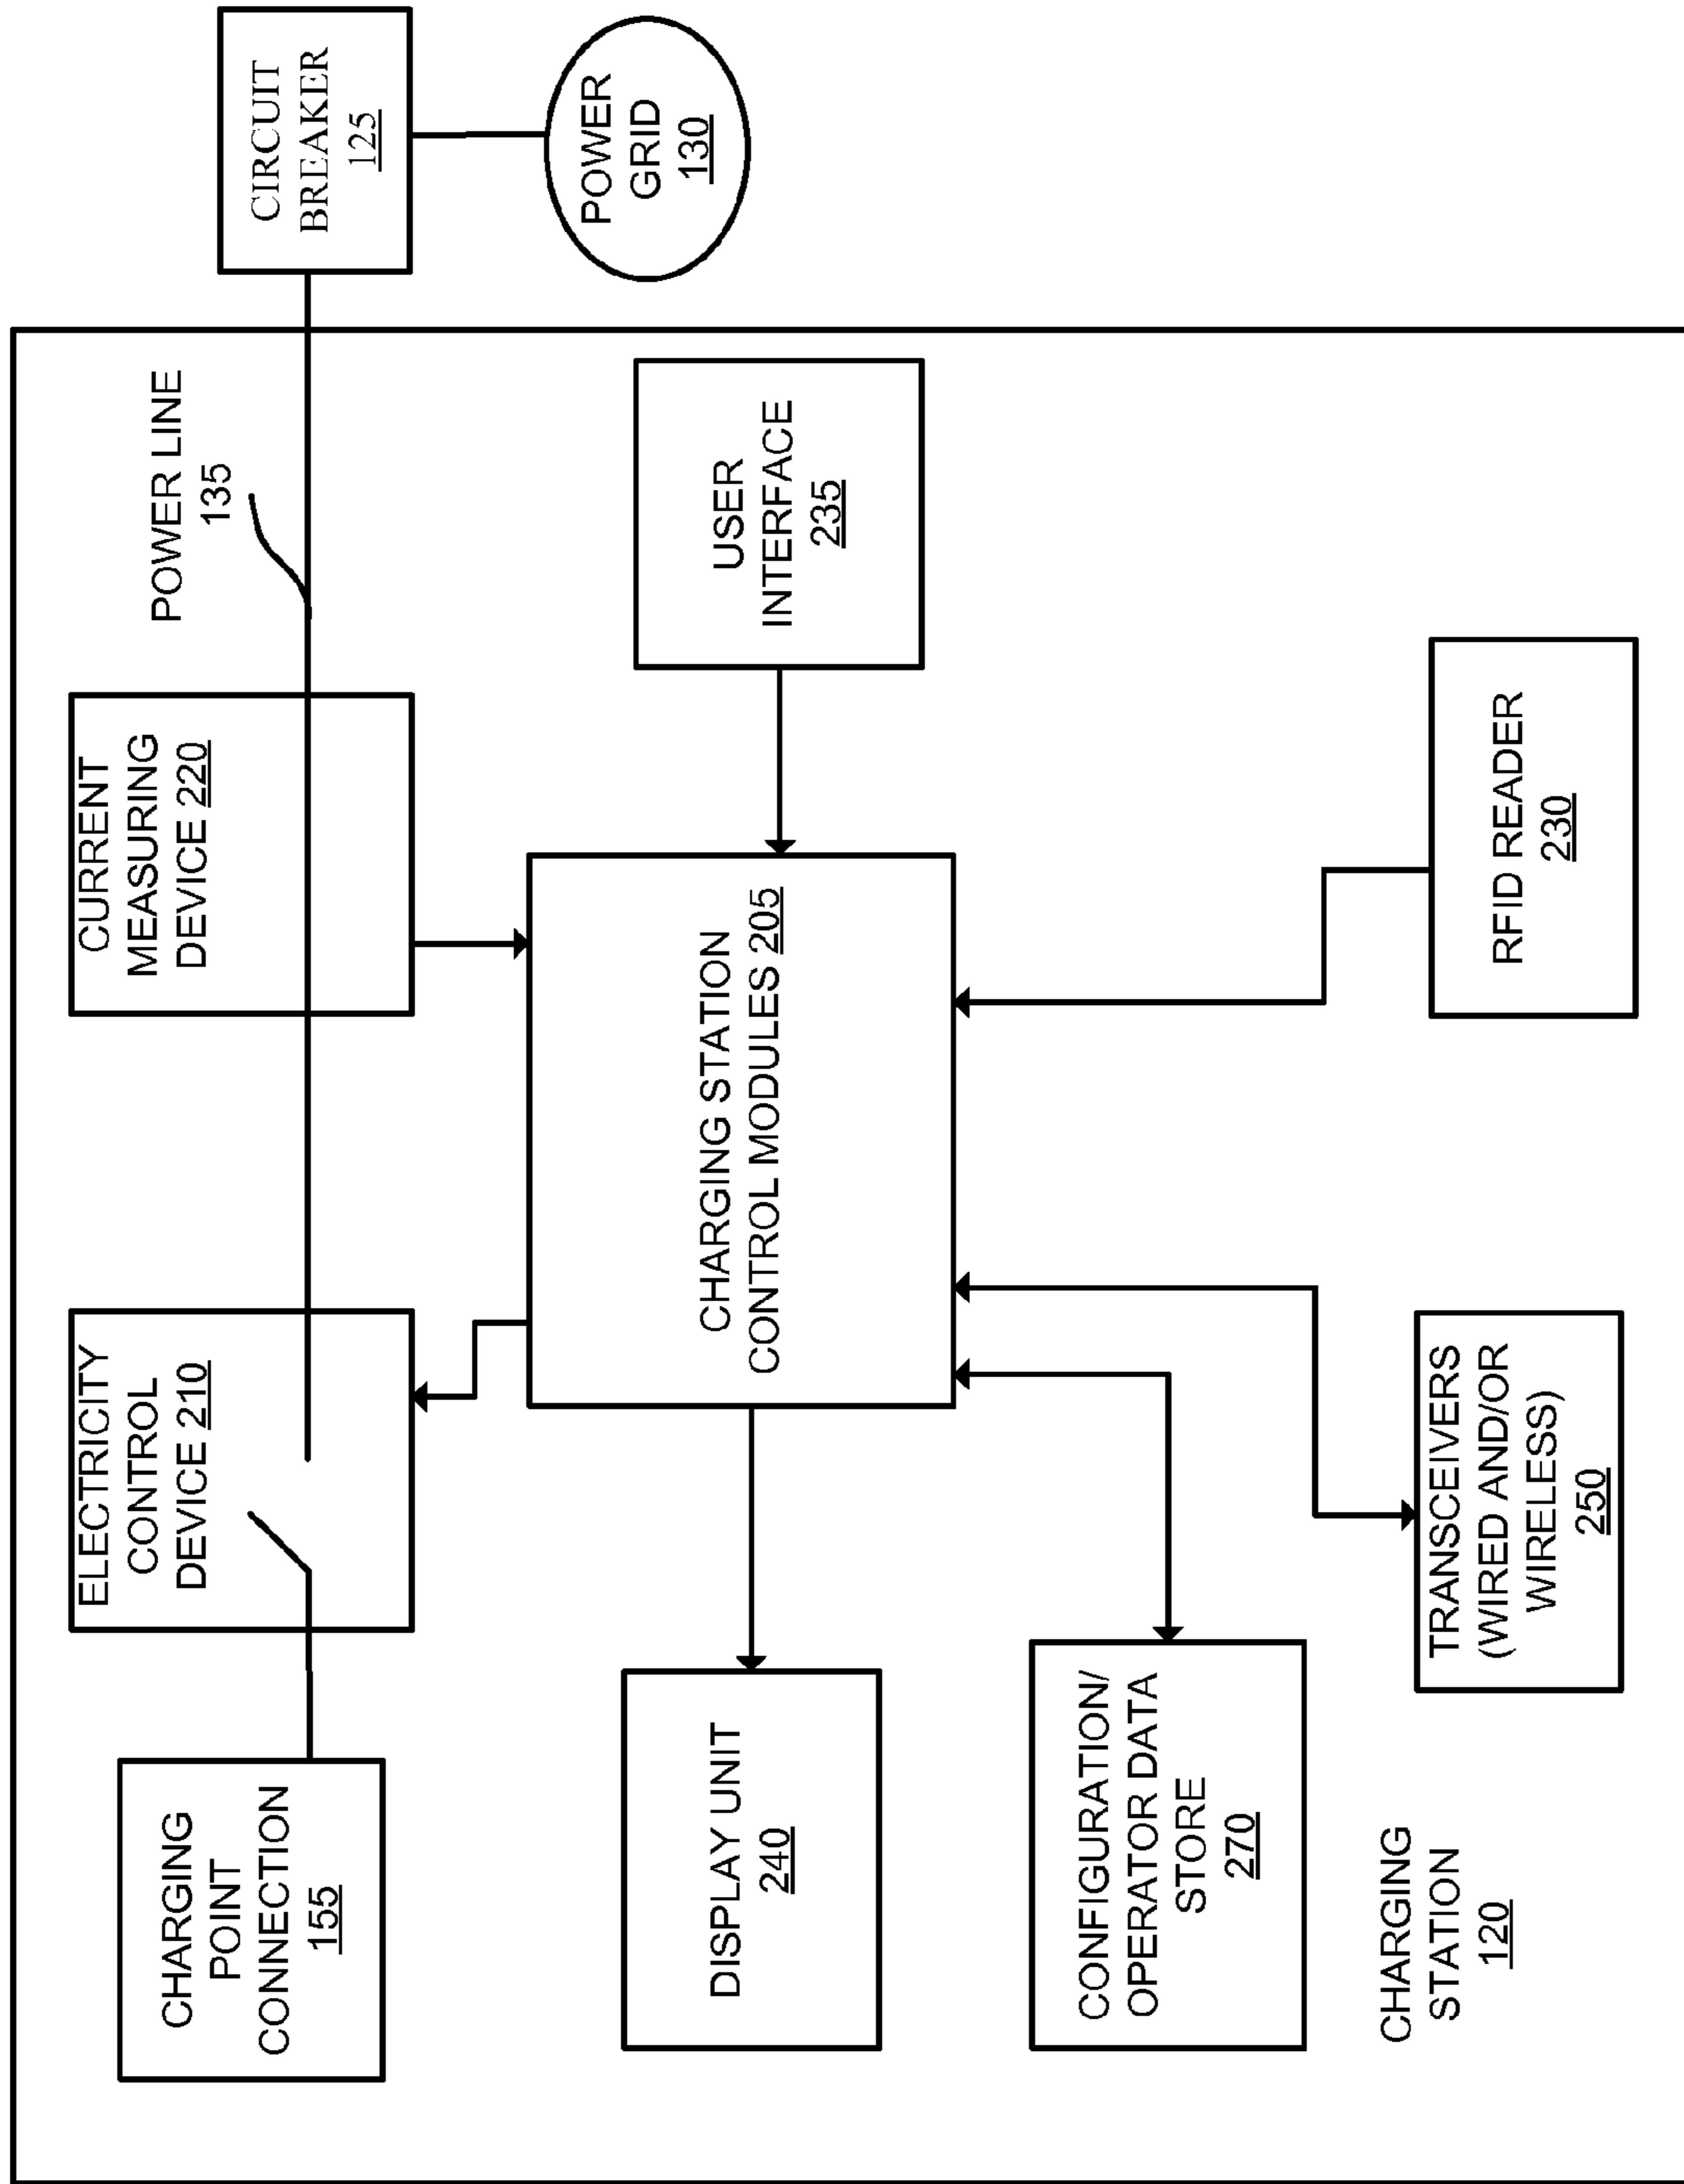 CHARGING
POINT
CONNECTION
155
ELECTRICITY
CONTROL
DEVICE 210
CURRENT
MEASURING
DEVICE 220
POWER LINE
135
CIRCUIT
BREAKER
125
POWER
GRID
130
DISPLAY UNIT
240
CHARGING STATION
CONTROL MODULES 205
USER
INTERFACE
235
CONFIGURATION/
OPERATOR DATA
STORE
270
TRANSCEIVERS
(WIRED AND/OR
WIRELESS)
250
RFID READER
230
CHARGING
STATION
120